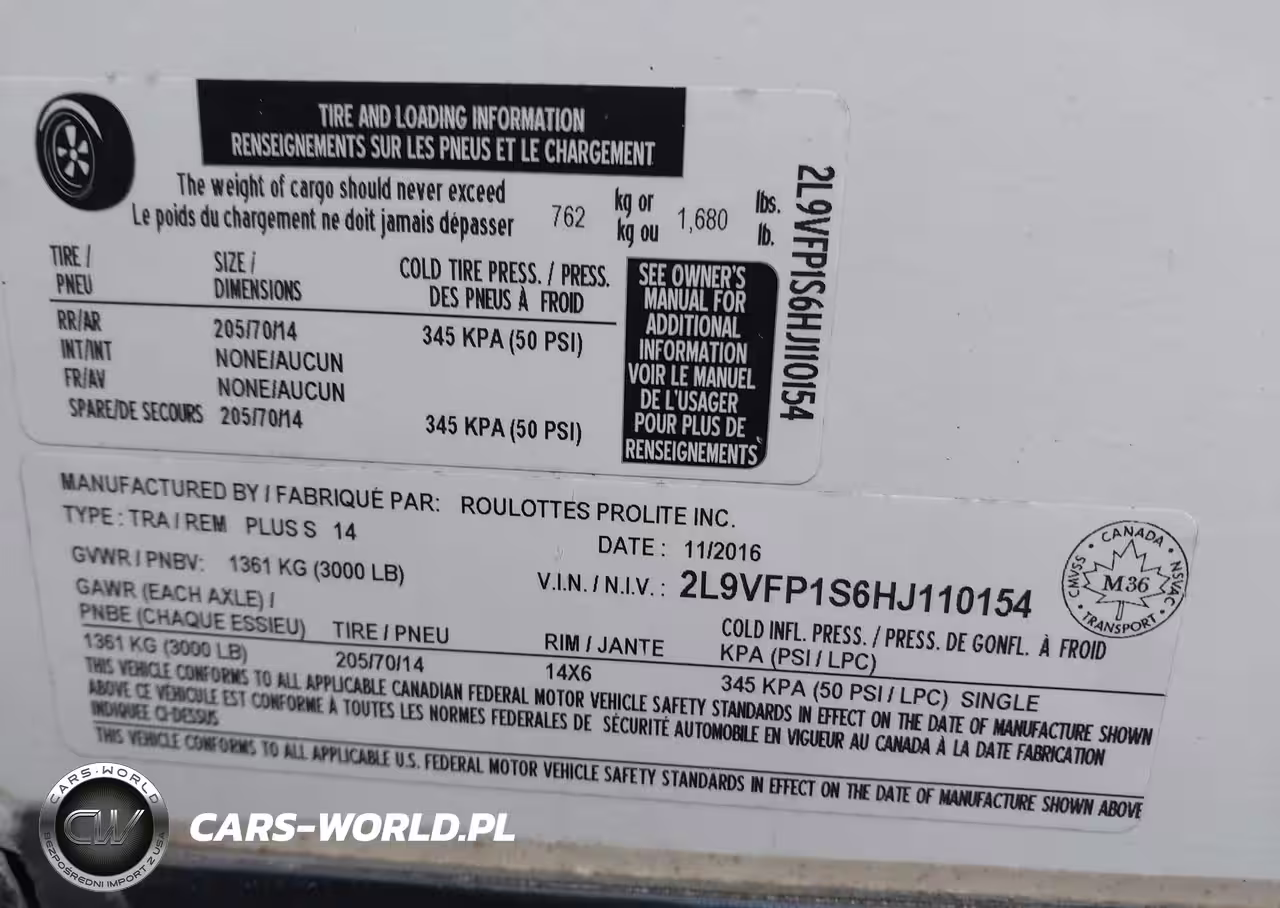 TIRE AND LOADING INFORMATION
RENSEIGNEMENTS SUR LES PNEUS ET LE CHARGEMENT
The weight of cargo should never exceed
Le poids du chargement ne doit jamais dépasser
762 kg or 1,680 lbs.
kg ou lb.
TIRE / SIZE / COLD TIRE PRESS. / PRESS.
PNEU DIMENSIONS DES PNEUS À FROID
RR/AR 205/70/14 345 KPA (50 PSI)
INT/INT NONE/AUCUN
FR/AV NONE/AUCUN
SPARE/DE SECOURS 205/70/14 345 KPA (50 PSI)
SEE OWNER'S
MANUAL FOR
ADDITIONAL
INFORMATION
VOIR LE MANUEL
DE L'USAGER
POUR PLUS DE
RENSEIGNEMENTS
2L9VFP1S6HJ110154
MANUFACTURED BY / FABRIQUÉ PAR: ROULOTTES PROLITE INC.
TYPE : TRA / REM PLUS S 14
DATE : 11/2016
GVWR / PNBV: 1361 KG (3000 LB)
V.I.N. / N.I.V. : 2L9VFP1S6HJ110154
GAWR (EACH AXLE) /
PNBE (CHAQUE ESSIEU) TIRE / PNEU RIM / JANTE COLD INFL. PRESS. / PRESS. DE GONFL. À FROID
KPA (PSI / LPC)
1361 KG (3000 LB) 205/70/14 14X6 345 KPA (50 PSI / LPC) SINGLE
THIS VEHICLE CONFORMS TO ALL APPLICABLE CANADIAN FEDERAL MOTOR VEHICLE SAFETY STANDARDS IN EFFECT ON THE DATE OF MANUFACTURE SHOWN
ABOVE CE VÉHICULE EST CONFORME À TOUTES LES NORMES FEDERALES DE SÉCURITÉ AUTOMOBILE EN VIGUEUR AU CANADA À LA DATE FABRICATION
INDIQUEE CI-DESSUS
THIS VEHICLE CONFORMS TO ALL APPLICABLE U.S. FEDERAL MOTOR VEHICLE SAFETY STANDARDS IN EFFECT ON THE DATE OF MANUFACTURE SHOWN ABOVE
CANADA
CMVSS M36 NSVAC
TRANSPORT
CARS-WORLD
CW
BEZPOŚREDNI IMPORT Z USA
CARS-WORLD.PL